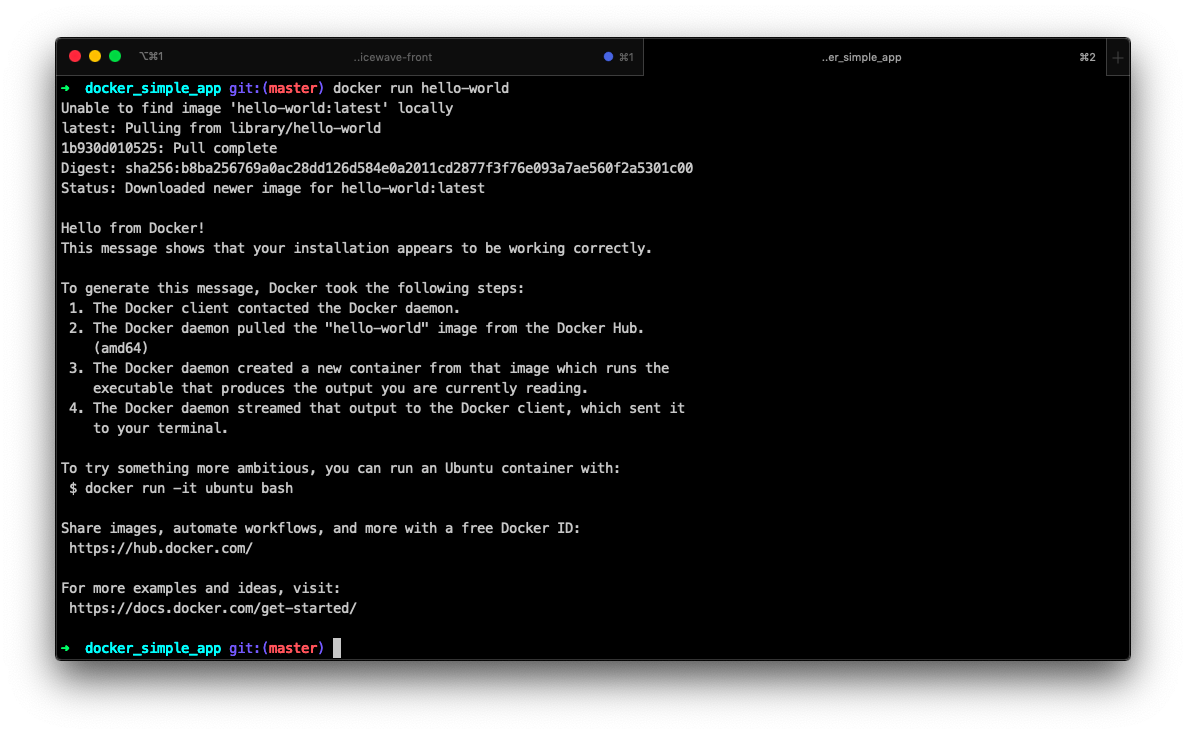 ⌥⌘1 ..icewave-front ⌘1 ..er_simple_app ⌘2 +
➜  docker_simple_app git:(master) docker run hello-world
Unable to find image 'hello-world:latest' locally
latest: Pulling from library/hello-world
1b930d010525: Pull complete
Digest: sha256:b8ba256769a0ac28dd126d584e0a2011cd2877f3f76e093a7ae560f2a5301c00
Status: Downloaded newer image for hello-world:latest

Hello from Docker!
This message shows that your installation appears to be working correctly.

To generate this message, Docker took the following steps:
 1. The Docker client contacted the Docker daemon.
 2. The Docker daemon pulled the "hello-world" image from the Docker Hub.
    (amd64)
 3. The Docker daemon created a new container from that image which runs the
    executable that produces the output you are currently reading.
 4. The Docker daemon streamed that output to the Docker client, which sent it
    to your terminal.

To try something more ambitious, you can run an Ubuntu container with:
 $ docker run -it ubuntu bash

Share images, automate workflows, and more with a free Docker ID:
 https://hub.docker.com/

For more examples and ideas, visit:
 https://docs.docker.com/get-started/

➜  docker_simple_app git:(master)